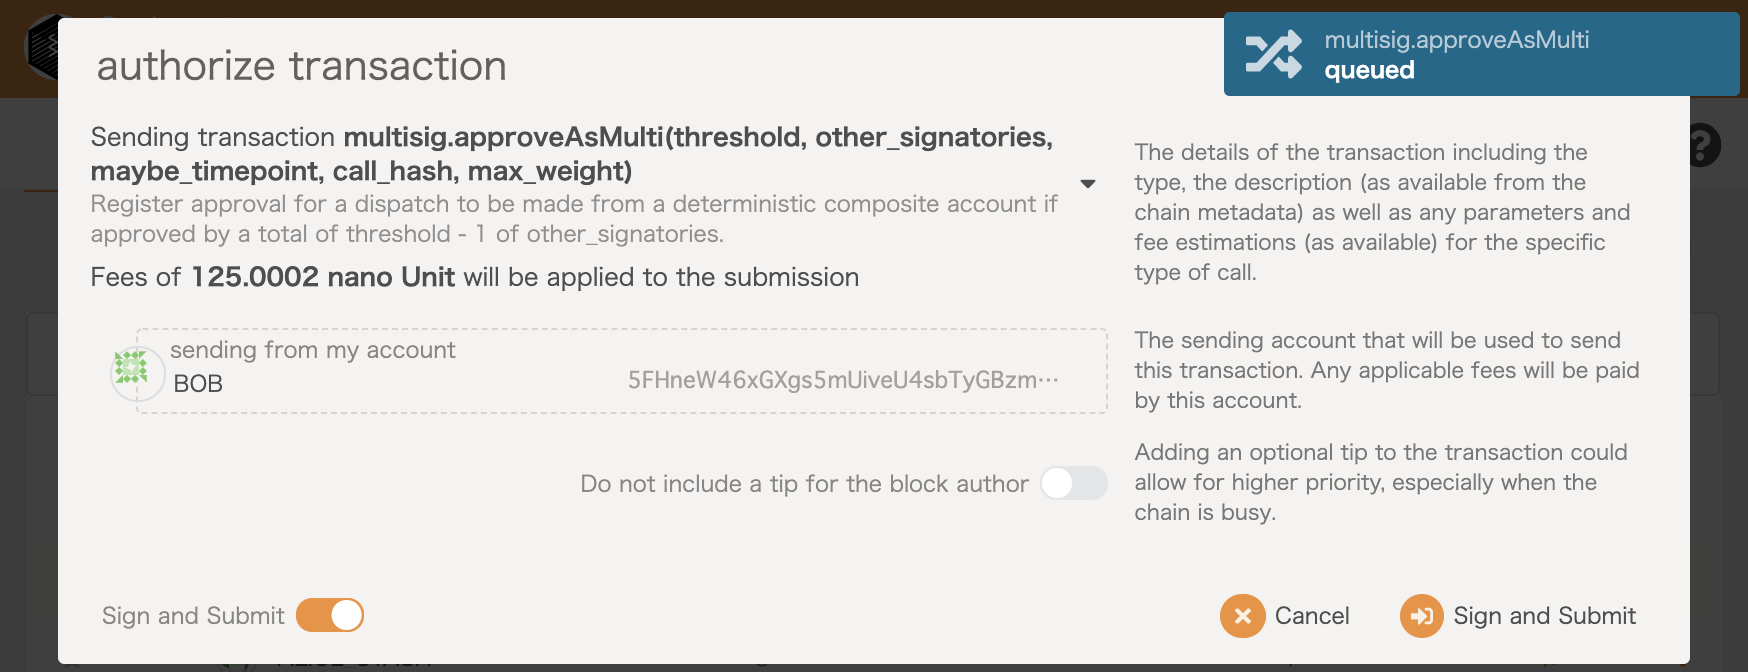 authorize transaction
multisig.approveAsMulti
queued
Sending transaction multisig.approveAsMulti(threshold, other_signatories,
maybe_timepoint, call_hash, max_weight)
Register approval for a dispatch to be made from a deterministic composite account if
approved by a total of threshold - 1 of other_signatories.
Fees of 125.0002 nano Unit will be applied to the submission
The details of the transaction including the
type, the description (as available from the
chain metadata) as well as any parameters and
fee estimations (as available) for the specific
type of call.
sending from my account
BOB
5FHneW46xGXgs5mUiveU4sbTyGBzm…
The sending account that will be used to send
this transaction. Any applicable fees will be paid
by this account.
Do not include a tip for the block author
Adding an optional tip to the transaction could
allow for higher priority, especially when the
chain is busy.
Sign and Submit
Cancel
Sign and Submit